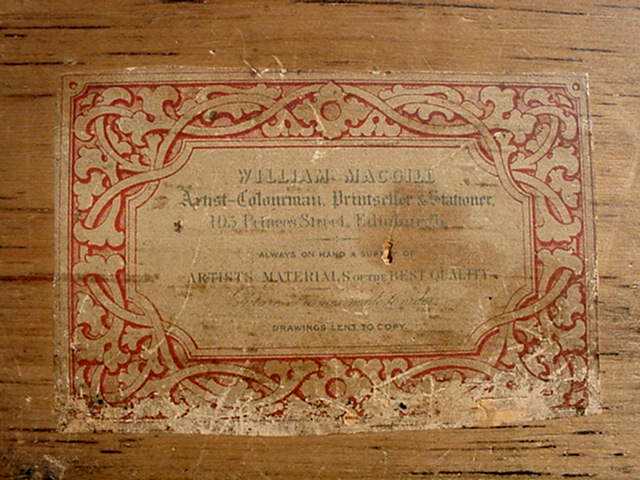 WILLIAM MACGILL
Artist-Colourman, Printseller & Stationer,
105 Princes Street, Edinburgh.
ALWAYS ON HAND A SUPPLY OF
ARTISTS MATERIALS OF THE BEST QUALITY
DRAWINGS LENT TO COPY.